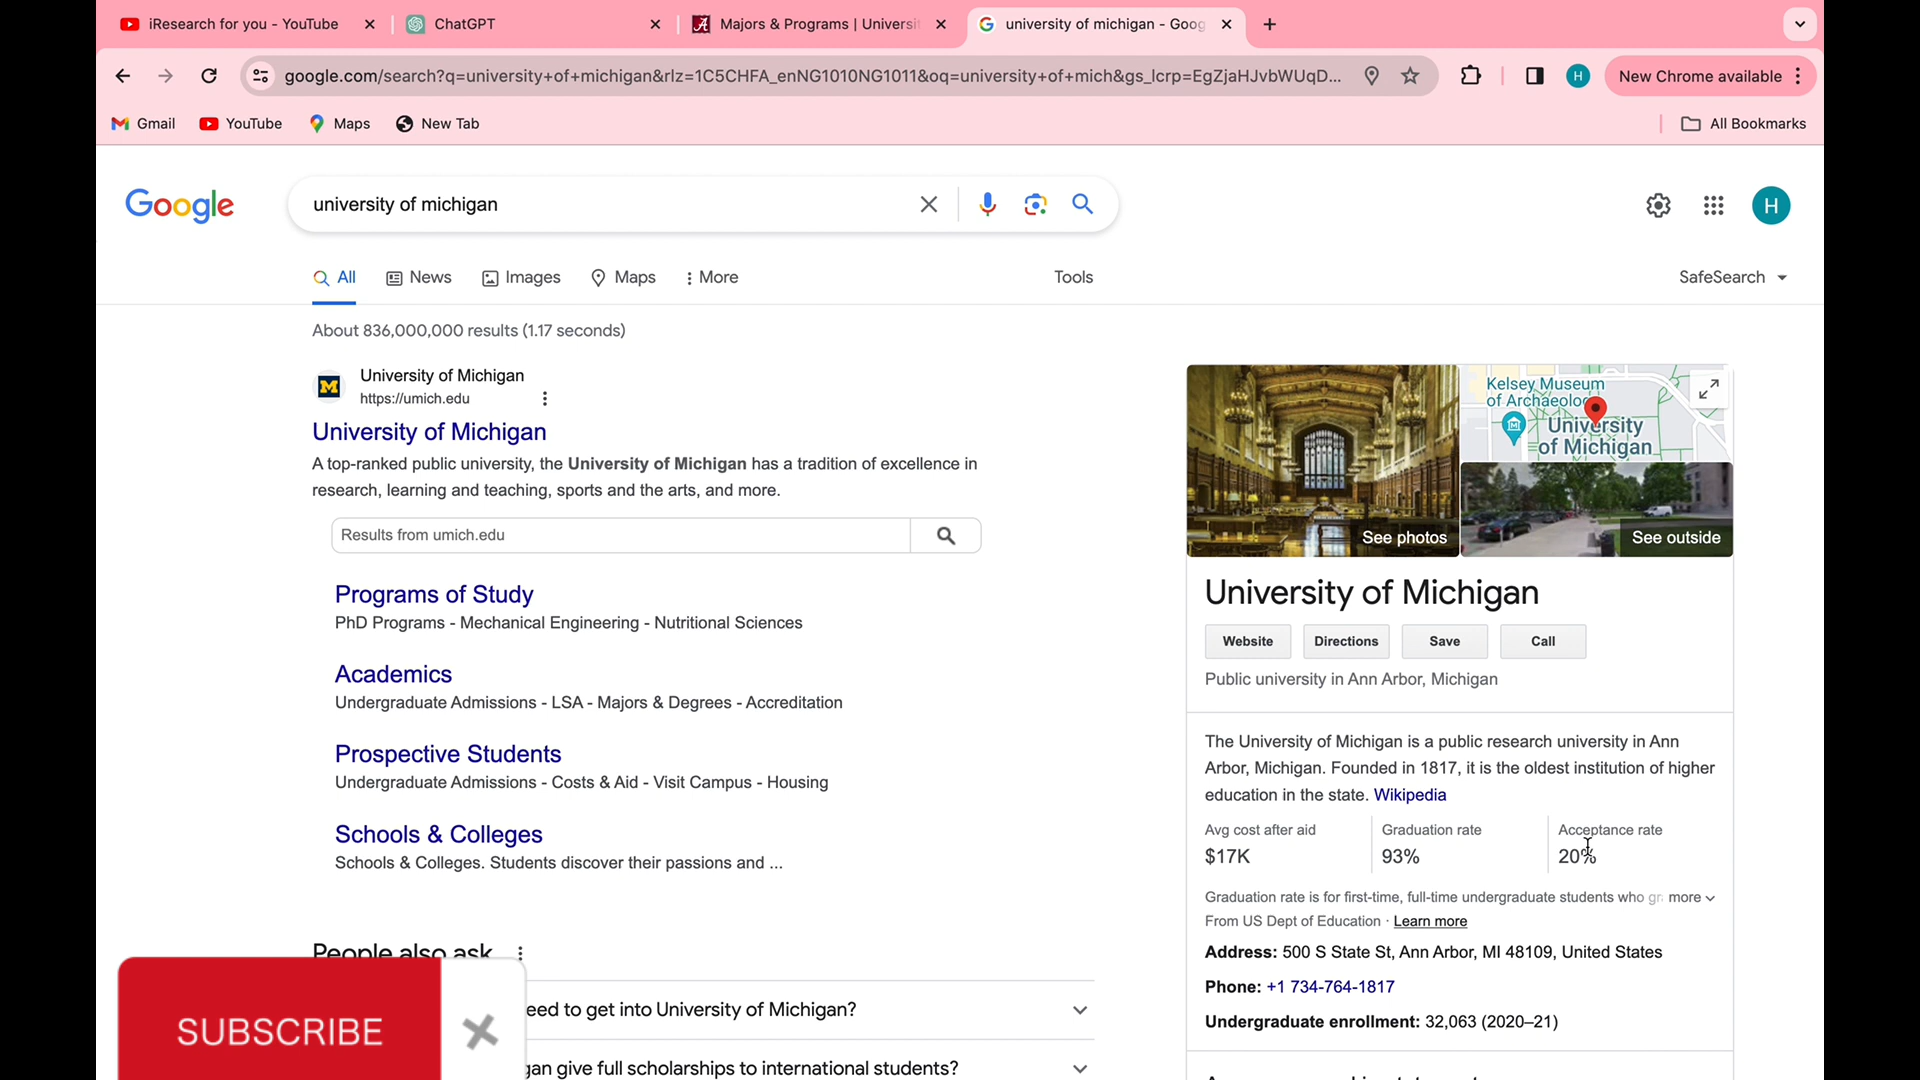 iResearch for you - YouTube
ChatGPT
Majors & Programs | Universi
university of michigan - Goog
google.com/search?q=university+of+michigan&rlz=1C5CHFA_enNG1010NG1011&oq=university+of+mich&gs_lcrp=EgZjaHJvbWUqD...
H
New Chrome available
Gmail
YouTube
Maps
New Tab
All Bookmarks
Google
university of michigan
H
All
News
Images
Maps
More
Tools
SafeSearch
About 836,000,000 results (1.17 seconds)
M
University of Michigan
https://umich.edu
University of Michigan
A top-ranked public university, the University of Michigan has a tradition of excellence in
research, learning and teaching, sports and the arts, and more.
Results from umich.edu
Programs of Study
PhD Programs - Mechanical Engineering - Nutritional Sciences
Academics
Undergraduate Admissions - LSA - Majors & Degrees - Accreditation
Prospective Students
Undergraduate Admissions - Costs & Aid - Visit Campus - Housing
Schools & Colleges
Schools & Colleges. Students discover their passions and ...
People also ask
eed to get into University of Michigan?
gan give full scholarships to international students?
SUBSCRIBE
Kelsey Museum
of Archaeolo
University
of Michigan
See photos
See outside
University of Michigan
Website
Directions
Save
Call
Public university in Ann Arbor, Michigan
The University of Michigan is a public research university in Ann
Arbor, Michigan. Founded in 1817, it is the oldest institution of higher
education in the state. Wikipedia
Avg cost after aid
$17K
Graduation rate
93%
Acceptance rate
20%
Graduation rate is for first-time, full-time undergraduate students who gr more
From US Dept of Education · Learn more
Address: 500 S State St, Ann Arbor, MI 48109, United States
Phone: +1 734-764-1817
Undergraduate enrollment: 32,063 (2020–21)